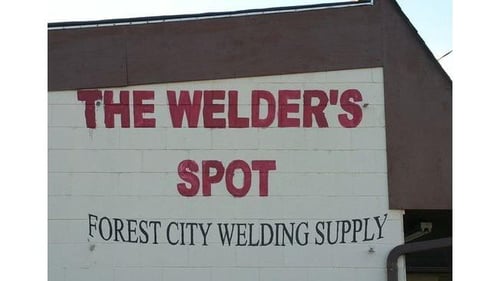 THE WELDER'S
SPOT
FOREST CITY WELDING SUPPLY